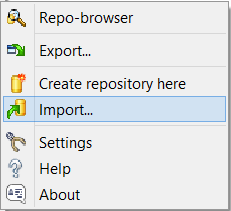 Repo-browser
Export...
Create repository here
Import...
Settings
Help
About